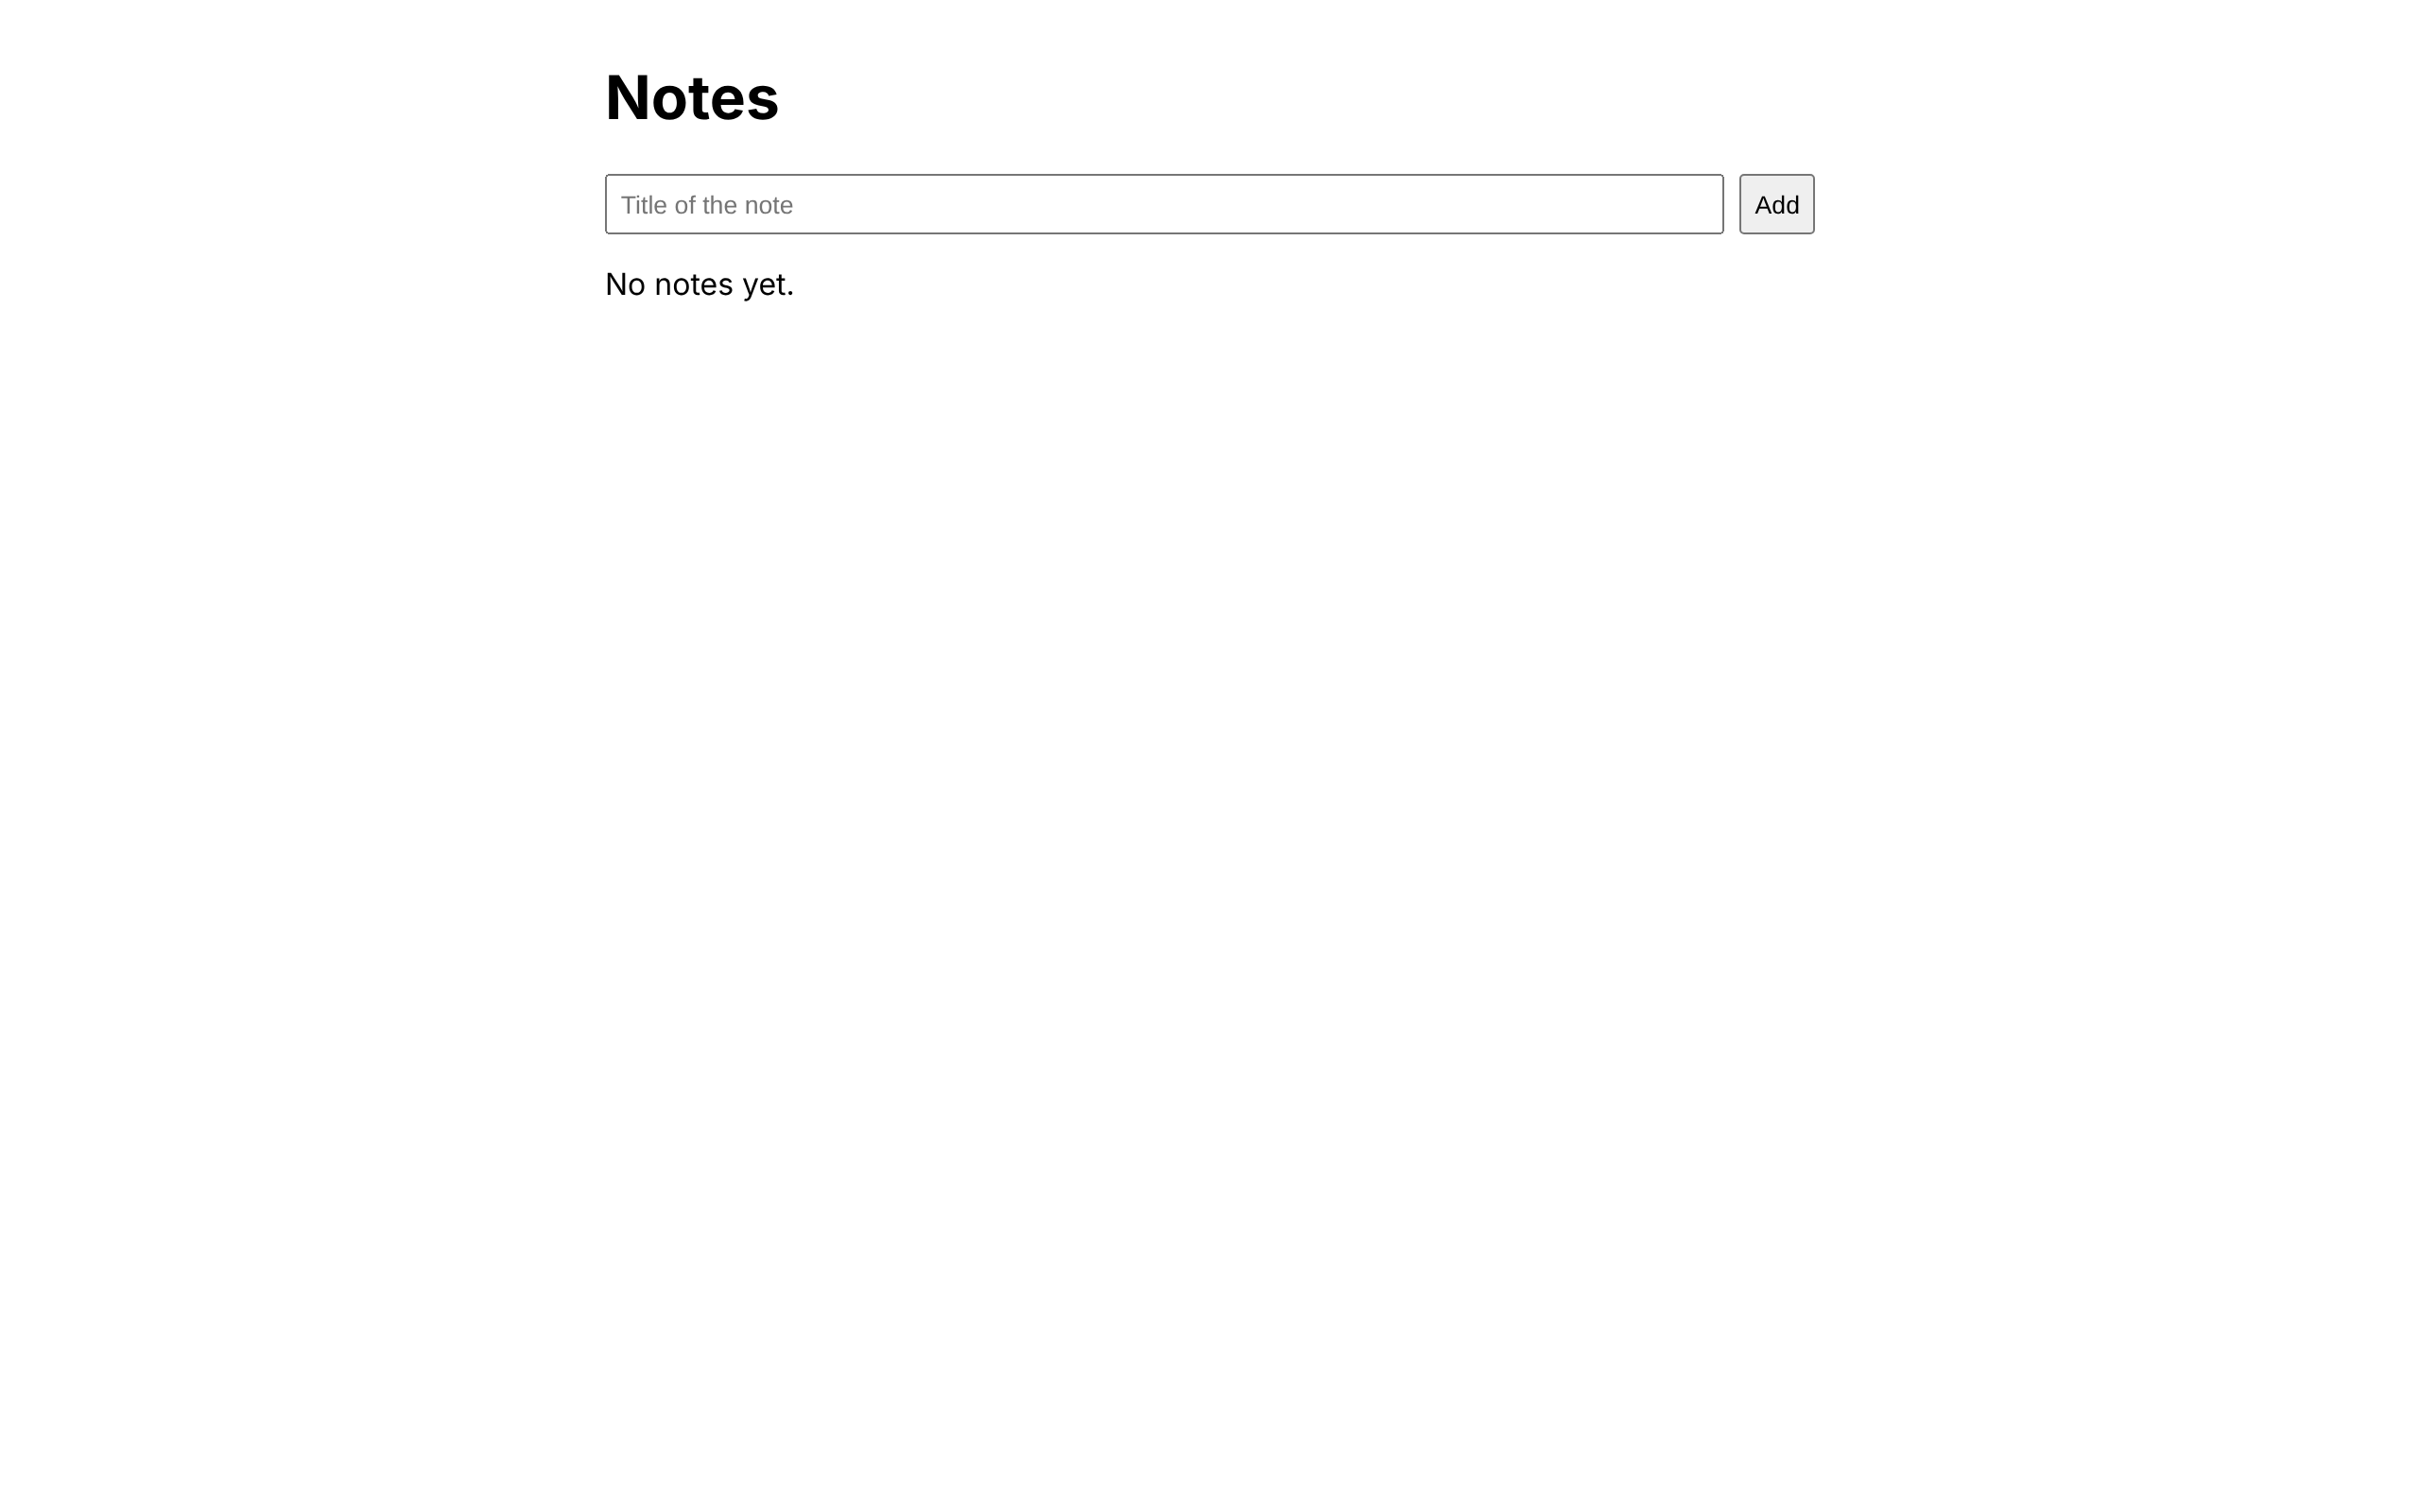 Notes
Title of the note
Add
No notes yet.